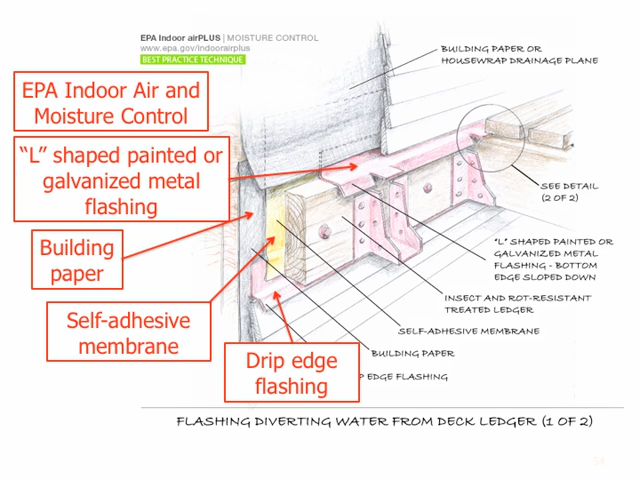 EPA Indoor airPLUS | MOISTURE CONTROL
www.epa.gov/indoorairplus
BEST PRACTICE TECHNIQUE
BUILDING PAPER OR
HOUSEWRAP DRAINAGE PLANE
EPA Indoor Air and
Moisture Control
"L" shaped painted or
galvanized metal
flashing
SEE DETAIL
(2 OF 2)
Building
paper
"L" SHAPED PAINTED OR
GALVANIZED METAL
FLASHING - BOTTOM
EDGE SLOPED DOWN
INSECT AND ROT-RESISTANT
TREATED LEDGER
Self-adhesive
membrane
SELF-ADHESIVE MEMBRANE
BUILDING PAPER
Drip edge
flashing
P EDGE FLASHING
FLASHING DIVERTING WATER FROM DECK LEDGER (1 OF 2)